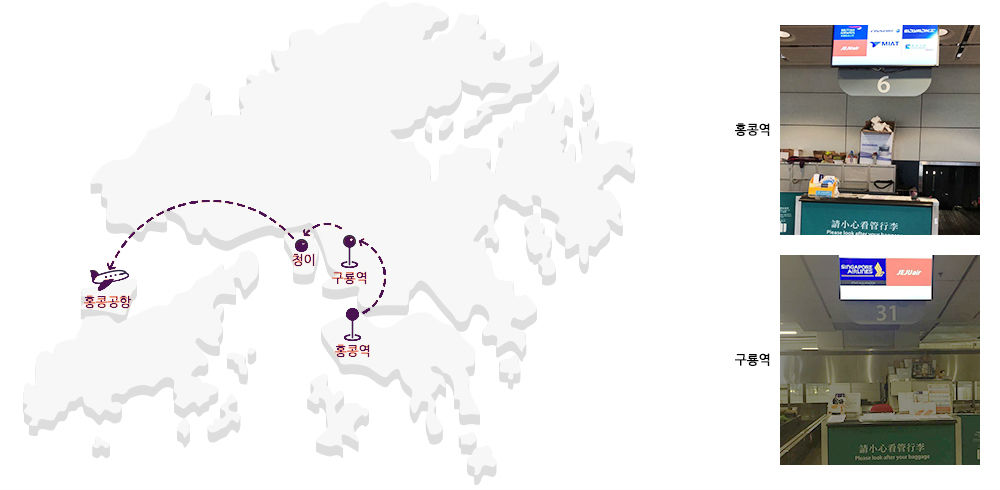 청이
구룡역
홍콩공항
홍콩역
홍콩역
BRITISH
AIRWAYS
JEJUair
MIAT
6
請小心看管行李
Please look after your baggage
구룡역
SINGAPORE
AIRLINES
JEJUair
31
請小心看管行李
Please look after your baggage